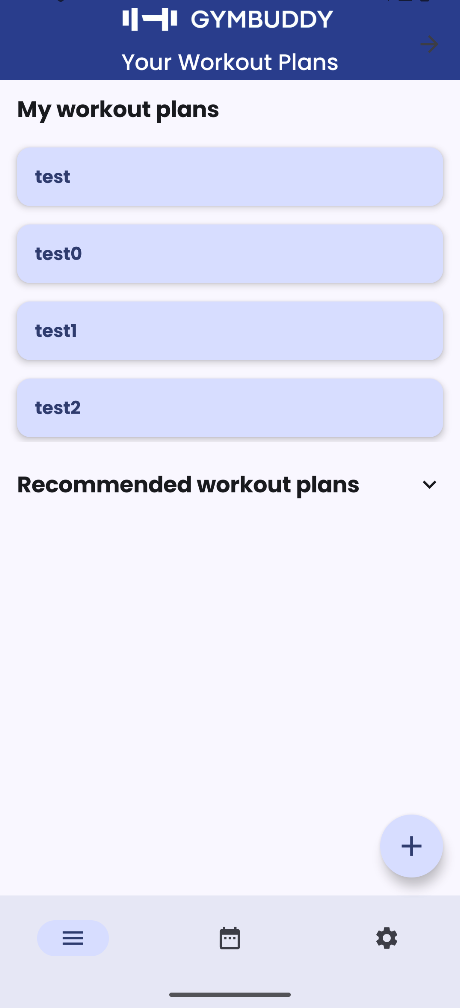 GYMBUDDY
Your Workout Plans
My workout plans
test
test0
test1
test2
Recommended workout plans